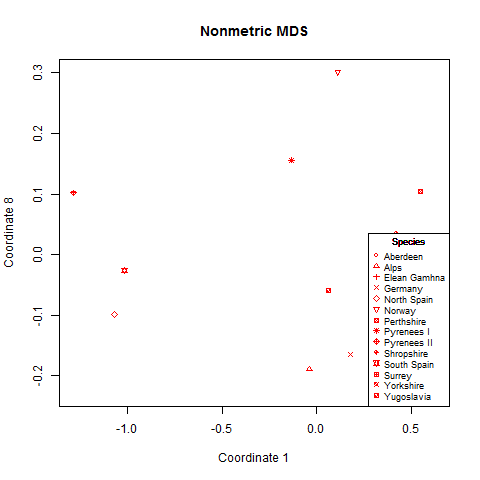 Nonmetric MDS
Coordinate 8
0.3
0.2
0.1
0.0
-0.1
-0.2
Species
Aberdeen
Alps
Elean Gamhna
Germany
North Spain
Norway
Perthshire
Pyrenees I
Pyrenees II
Shropshire
South Spain
Surrey
Yorkshire
Yugoslavia
-1.0 -0.5 0.0 0.5
Coordinate 1